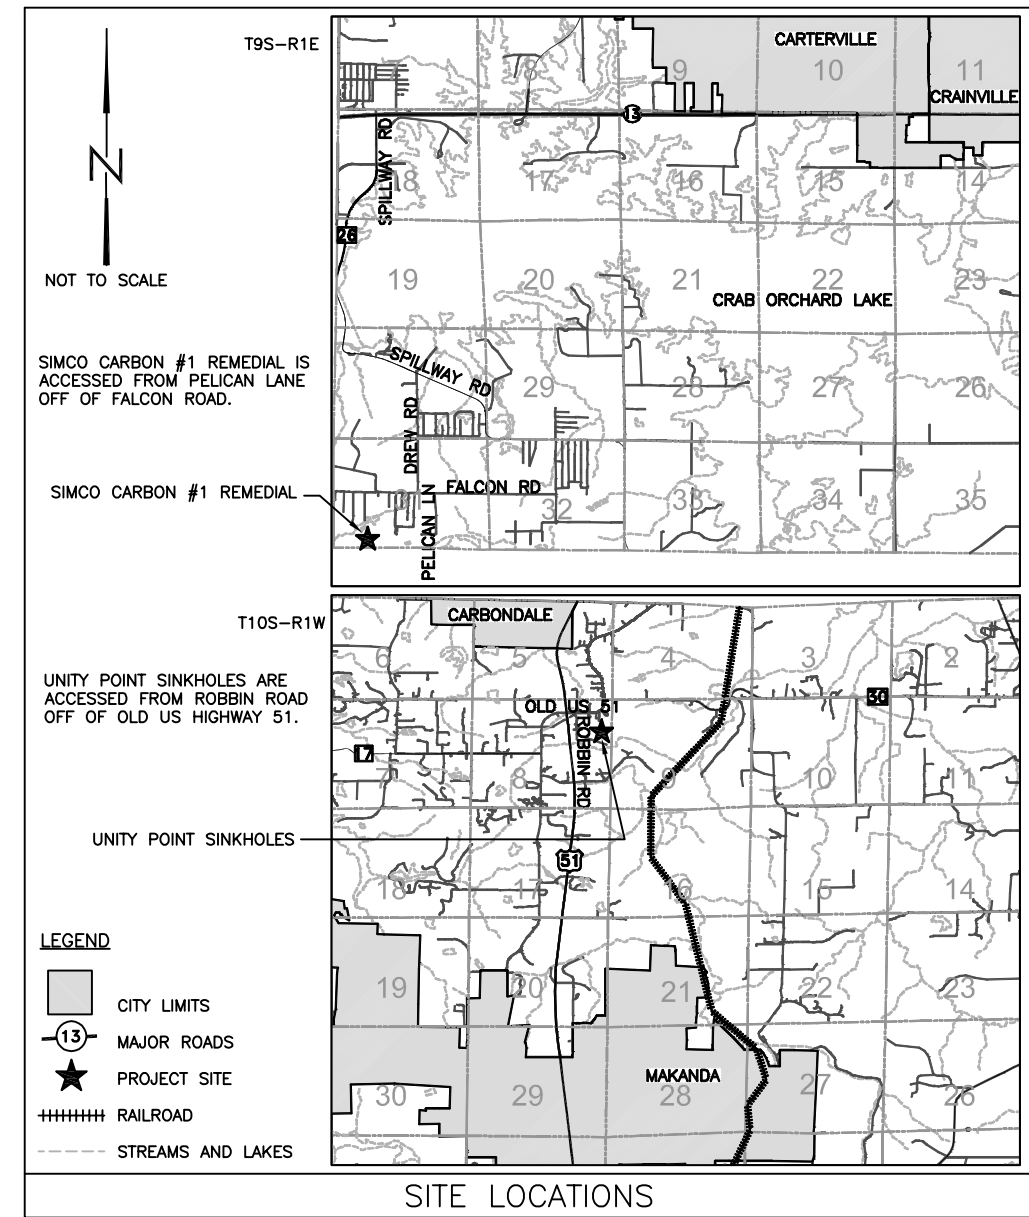 T9S-R1E
CARTERVILLE
8
9
10
11
CRAINVILLE
13
SPILLWAY RD
18
17
16
15
14
26
N
NOT TO SCALE
19
20
21
22
23
CRAB ORCHARD LAKE
SIMCO CARBON #1 REMEDIAL IS
ACCESSED FROM PELICAN LANE
OFF OF FALCON ROAD.
SPILLWAY RD
29
28
27
26
DREW RD
SIMCO CARBON #1 REMEDIAL
FALCON RD
PELICAN LN
32
33
34
35
T10S-R1W
CARBONDALE
6
5
4
3
2
UNITY POINT SINKHOLES ARE
ACCESSED FROM ROBBIN ROAD
OFF OF OLD US HIGHWAY 51.
OLD US 51
30
ROBBIN RD
17
7
8
9
10
11
UNITY POINT SINKHOLES
51
18
17
16
15
14
19
20
21
22
23
MAKANDA
30
29
28
27
26
LEGEND
CITY LIMITS
13
MAJOR ROADS
PROJECT SITE
RAILROAD
STREAMS AND LAKES
SITE LOCATIONS